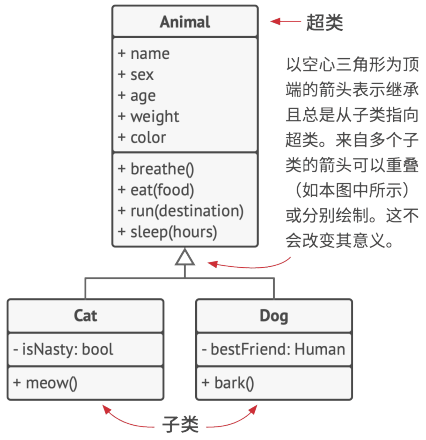 Animal
+ name
+ sex
+ age
+ weight
+ color
+ breathe()
+ eat(food)
+ run(destination)
+ sleep(hours)
超类
以空心三角形为顶
端的箭头表示继承
且总是从子类指向
超类。来自多个子
类的箭头可以重叠
（如本图中所示）
或分别绘制。这不
会改变其意义。
Cat
- isNasty: bool
+ meow()
Dog
- bestFriend: Human
+ bark()
子类